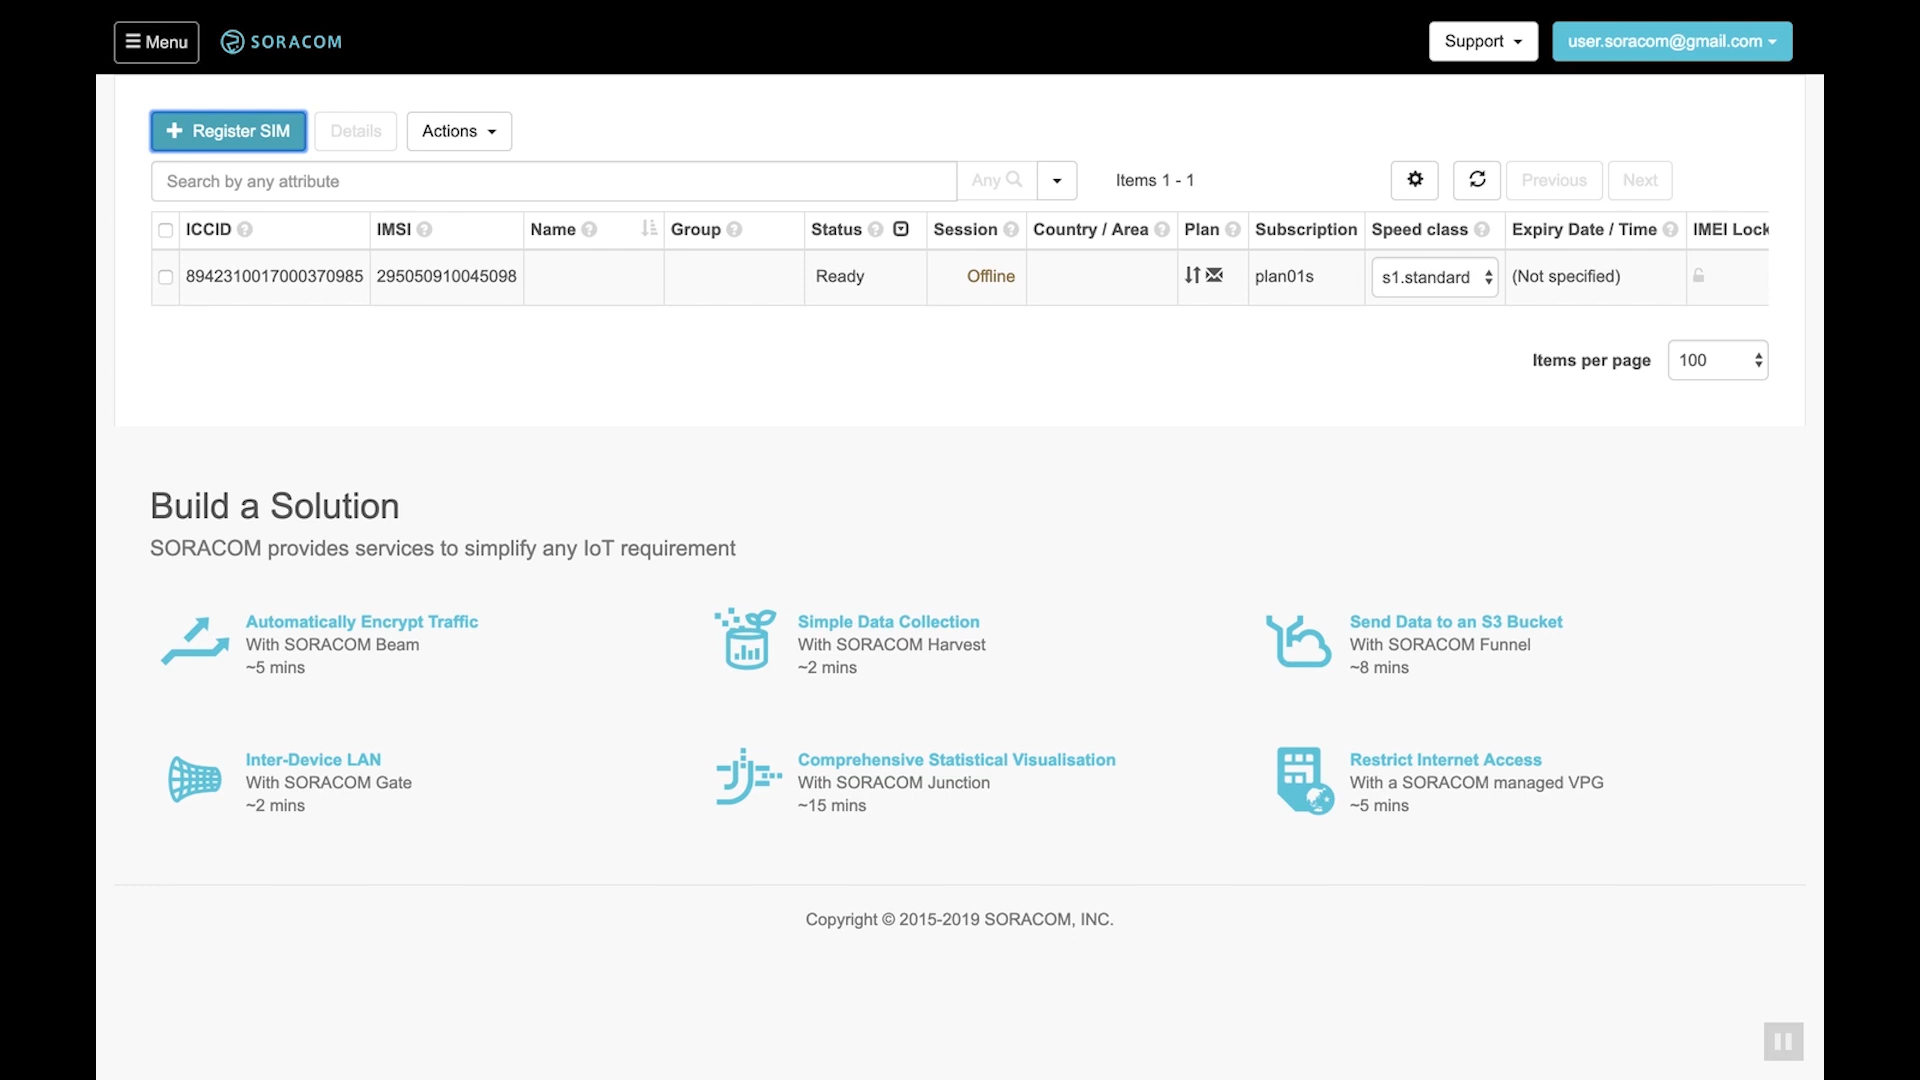 Menu
SORACOM
Support
user.soracom@gmail.com
Register SIM
Details
Actions
Search by any attribute
Any
Items 1 - 1
Previous
Next
ICCID IMSI Name Group Status Session Country / Area Plan Subscription Speed class Expiry Date / Time IMEI Lock
8942310017000370985 295050910045098 Ready Offline plan01s s1.standard (Not specified)
Items per page 100
Build a Solution
SORACOM provides services to simplify any IoT requirement
Automatically Encrypt Traffic
With SORACOM Beam
~5 mins
Simple Data Collection
With SORACOM Harvest
~2 mins
Send Data to an S3 Bucket
With SORACOM Funnel
~8 mins
Inter-Device LAN
With SORACOM Gate
~2 mins
Comprehensive Statistical Visualisation
With SORACOM Junction
~15 mins
Restrict Internet Access
With a SORACOM managed VPG
~5 mins
Copyright © 2015-2019 SORACOM, INC.